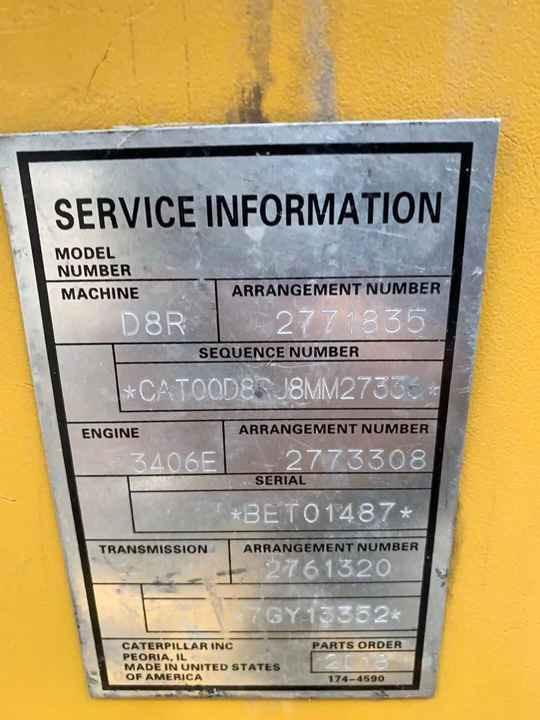 SERVICE INFORMATION
MODEL
NUMBER
MACHINE ARRANGEMENT NUMBER
D8R 2771835
SEQUENCE NUMBER
ENGINE ARRANGEMENT NUMBER
3406E 2773308
SERIAL
*BET01487*
TRANSMISSION ARRANGEMENT NUMBER
2761320
*7GY13352*
CATERPILLAR INC PARTS ORDER
PEORIA, IL
MADE IN UNITED STATES
OF AMERICA 174-4590